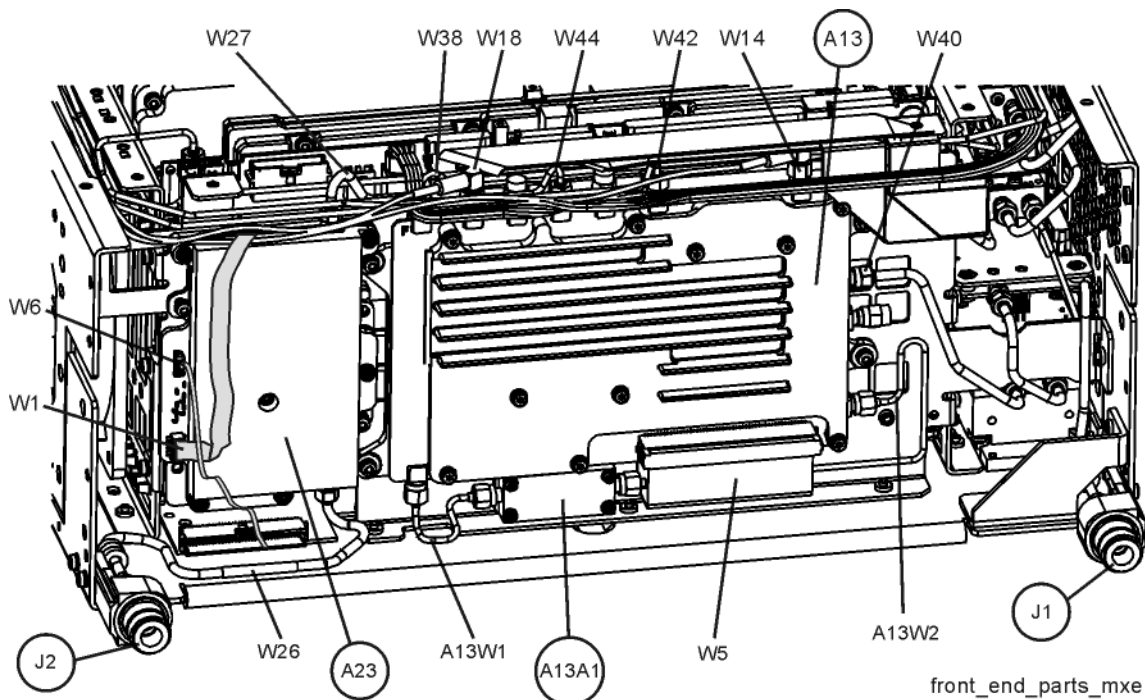 W27
W38
W18
W44
W42
W14
A13
W40
W6
W1
F
J2
W26
A23
A13W1
A13A1
W5
A13W2
J1
front_end_parts_mxe